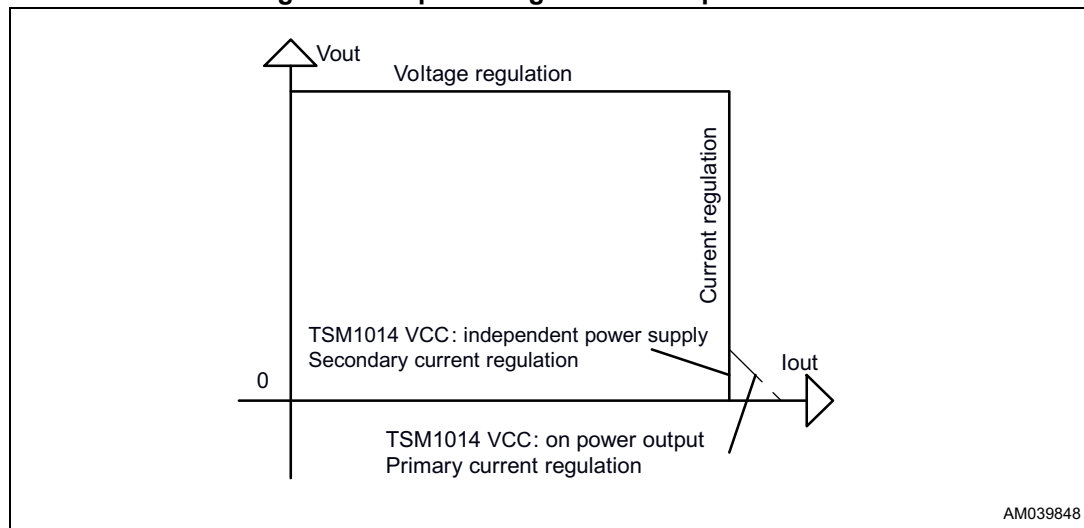 Vout
Voltage regulation
Current regulation
TSM1014 VCC: independent power supply
Secondary current regulation
Iout
0
TSM1014 VCC: on power output
Primary current regulation
AM039848